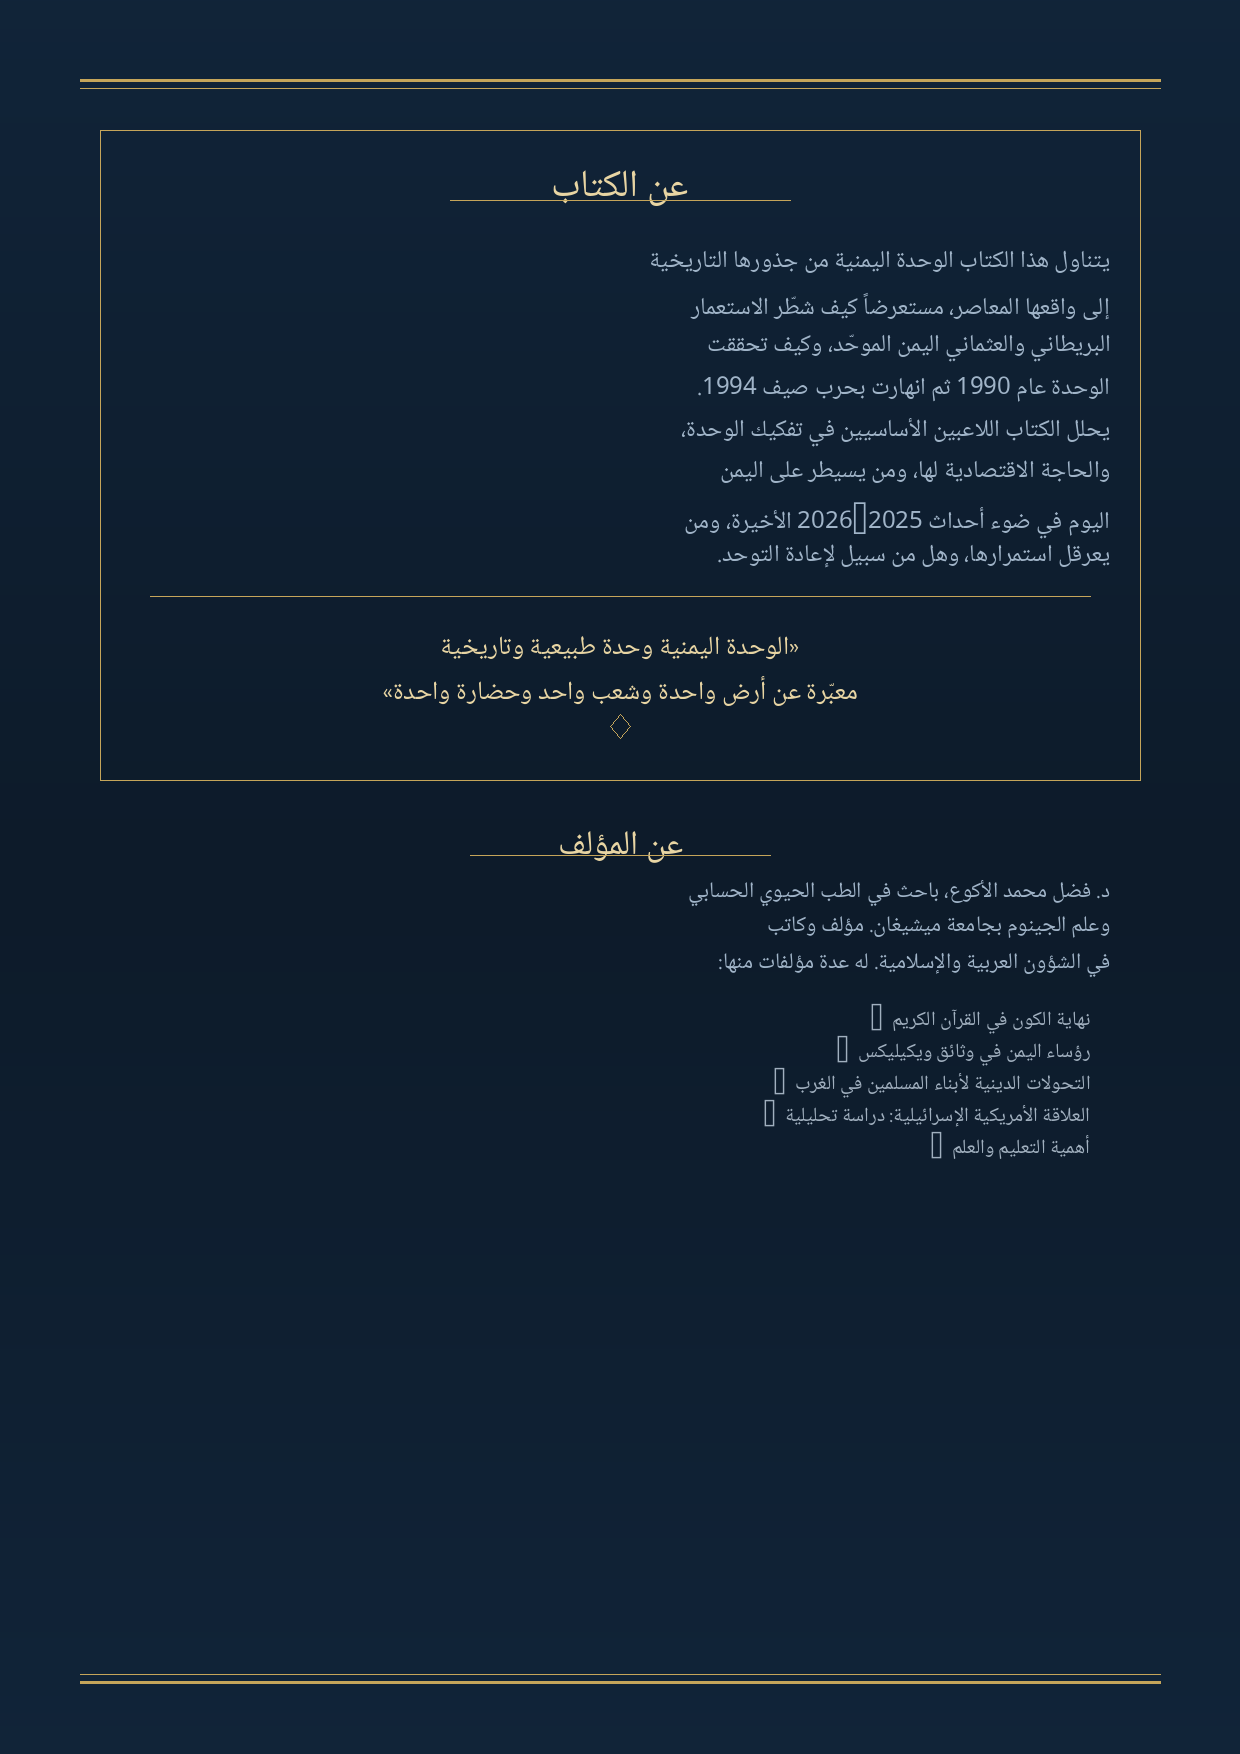 عن الكتاب
يتناول هذا الكتاب الوحدة اليمنية من جذورها التاريخية
إلى واقعها المعاصر، مستعرضاً كيف شطّر الاستعمار
البريطاني والعثماني اليمن الموحّد، وكيف تحققت
الوحدة عام 1990 ثم انهارت بحرب صيف 1994.
يحلل الكتاب اللاعبين الأساسيين في تفكيك الوحدة،
والحاجة الاقتصادية لها، ومن يسيطر على اليمن
اليوم في ضوء أحداث 2025▯2026 الأخيرة، ومن
يعرقل استمرارها، وهل من سبيل لإعادة التوحد.
«الوحدة اليمنية وحدة طبيعية وتاريخية
معبّرة عن أرض واحدة وشعب واحد وحضارة واحدة»
عن المؤلف
د. فضل محمد الأكوع، باحث في الطب الحيوي الحسابي
وعلم الجينوم بجامعة ميشيغان. مؤلف وكاتب
في الشؤون العربية والإسلامية. له عدة مؤلفات منها:
نهاية الكون في القرآن الكريم ▯
رؤساء اليمن في وثائق ويكيليكس ▯
التحولات الدينية لأبناء المسلمين في الغرب ▯
العلاقة الأمريكية الإسرائيلية: دراسة تحليلية ▯
أهمية التعليم والعلم ▯